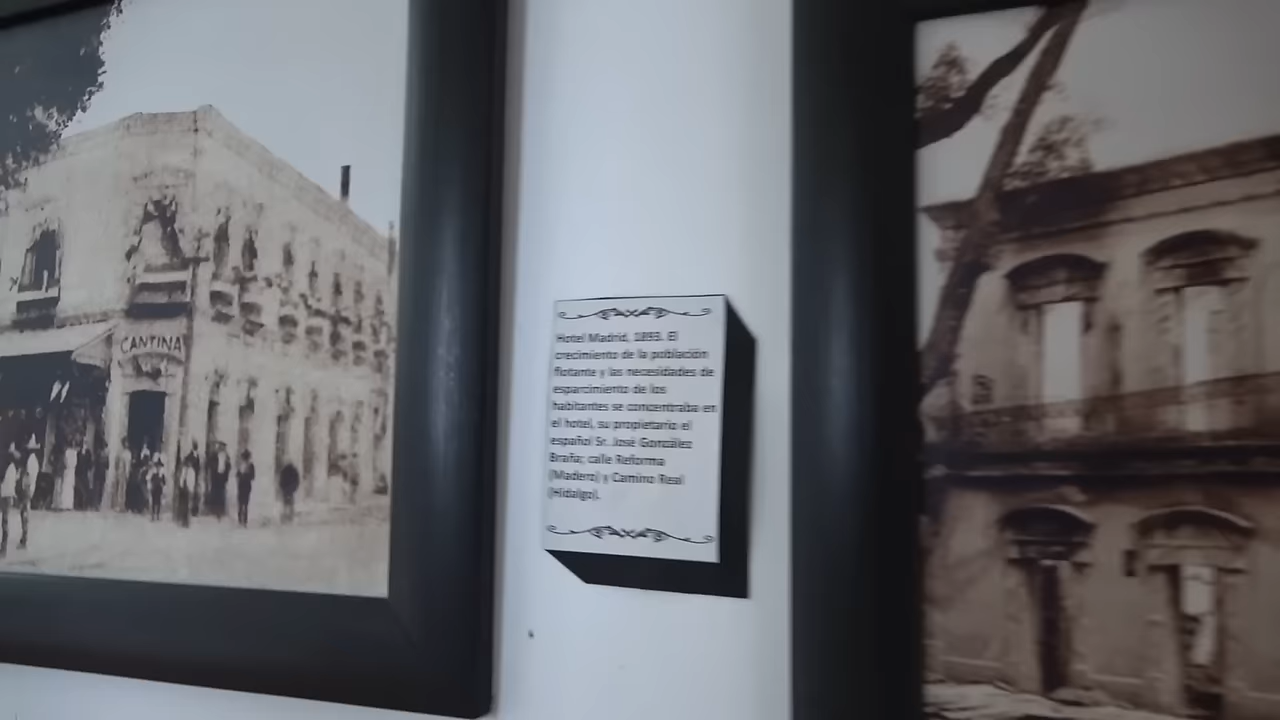 CANTINA
Hotel Madrid, 1893. El
crecimiento de la población
flotante y las necesidades de
esparcimiento de los
habitantes se concentraba en
el hotel, su propietario el
español Sr. José González
Braña; calle Reforma
(Madero) y Camino Real
(Hidalgo).